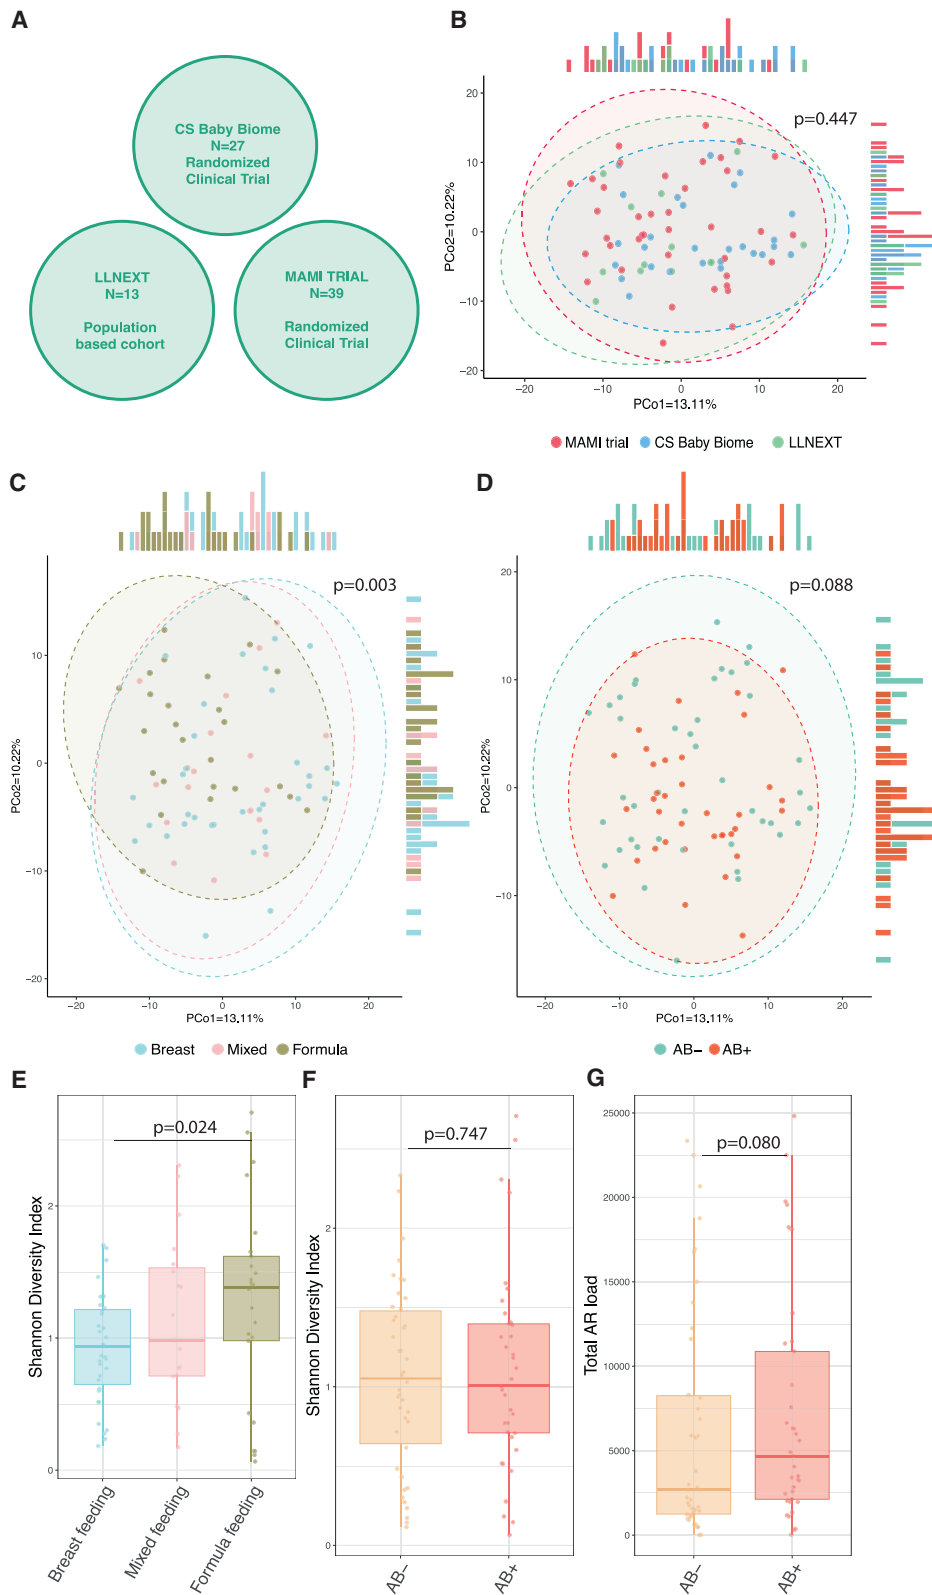 A
CS Baby Biome
N=27
Randomized
Clinical Trial
LLNEXT
N=13
Population
based cohort
MAMI TRIAL
N=39
Randomized
Clinical Trial
B
p=0.447
20
10
0
−10
−20
PCo2=10.22%
−20
−10
0
10
20
PCo1=13.11%
MAMI trial
CS Baby Biome
LLNEXT
C
p=0.003
10
0
−10
−20
PCo2=10.22%
−20
−10
0
10
20
PCo1=13.11%
Breast
Mixed
Formula
D
p=0.088
20
10
0
−10
PCo2=10.22%
−20
−10
0
10
20
PCo1=13.11%
AB−
AB+
E
p=0.024
2
1
0
Shannon Diversity Index
Breast feeding
Mixed feeding
Formula feeding
F
p=0.747
2
1
0
Shannon Diversity Index
AB−
AB+
G
p=0.080
25000
20000
15000
10000
5000
0
Total AR load
AB−
AB+